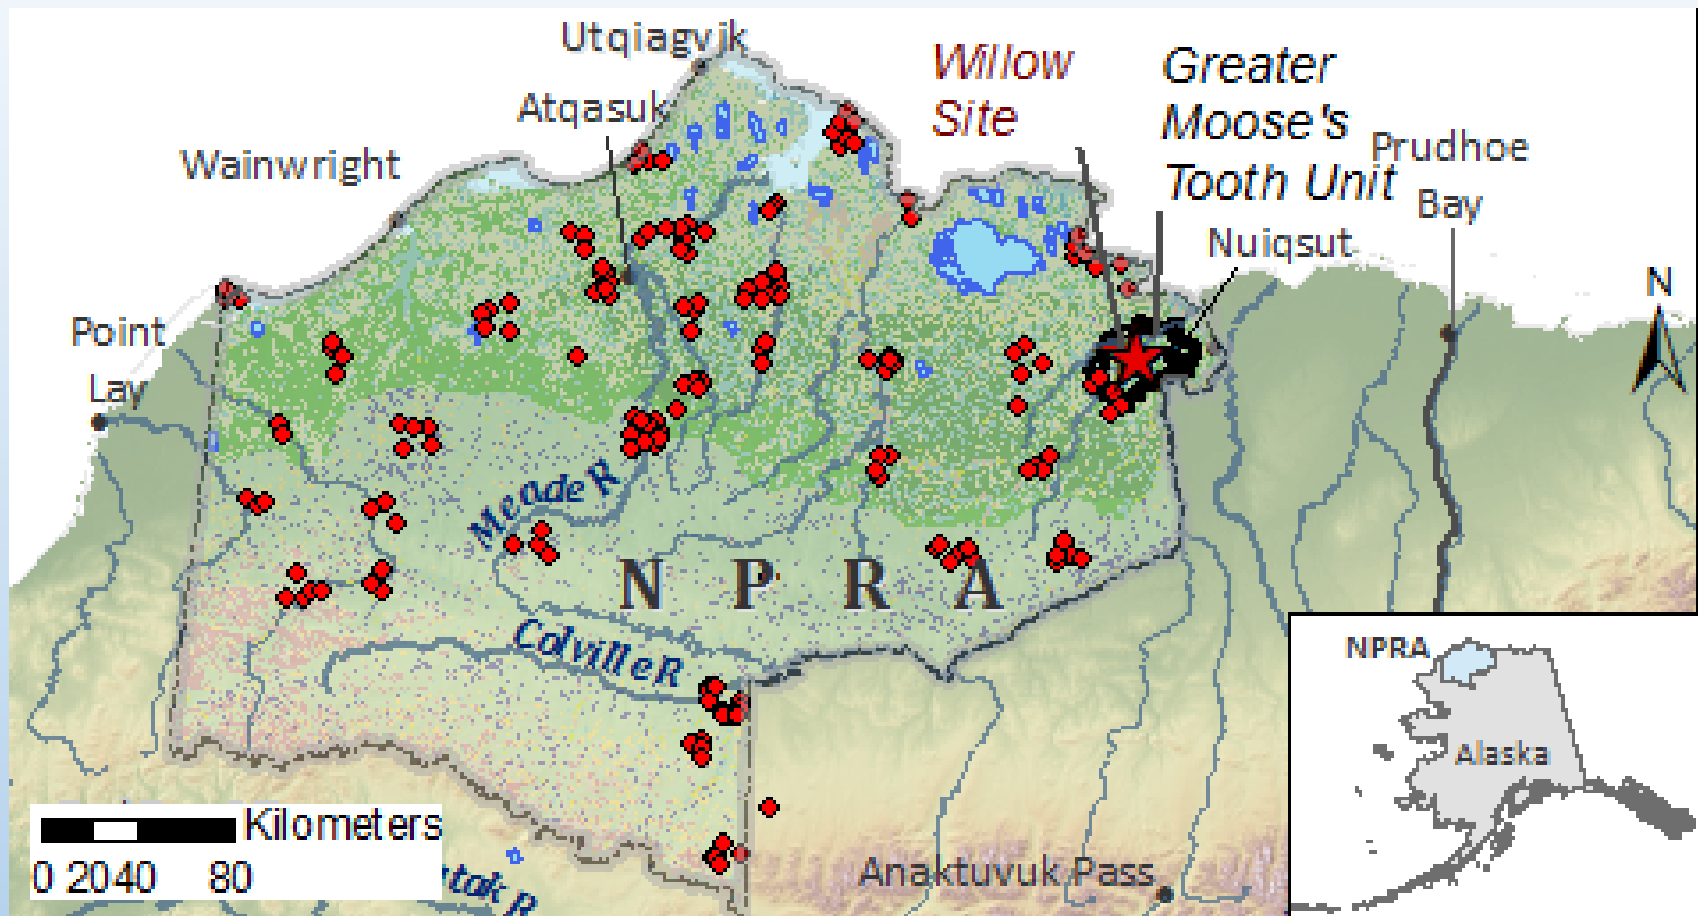 Utqiagvik
Atqasuk
Wainwright
Willow
Site
Greater
Moose's
Tooth Unit
Prudhoe
Bay
Nuiqsut
N
Point
Lay
Meade R
N P R A
Colville R
NPRA
Alaska
Kilometers
0 20 40 80
Anaktuvuk Pass